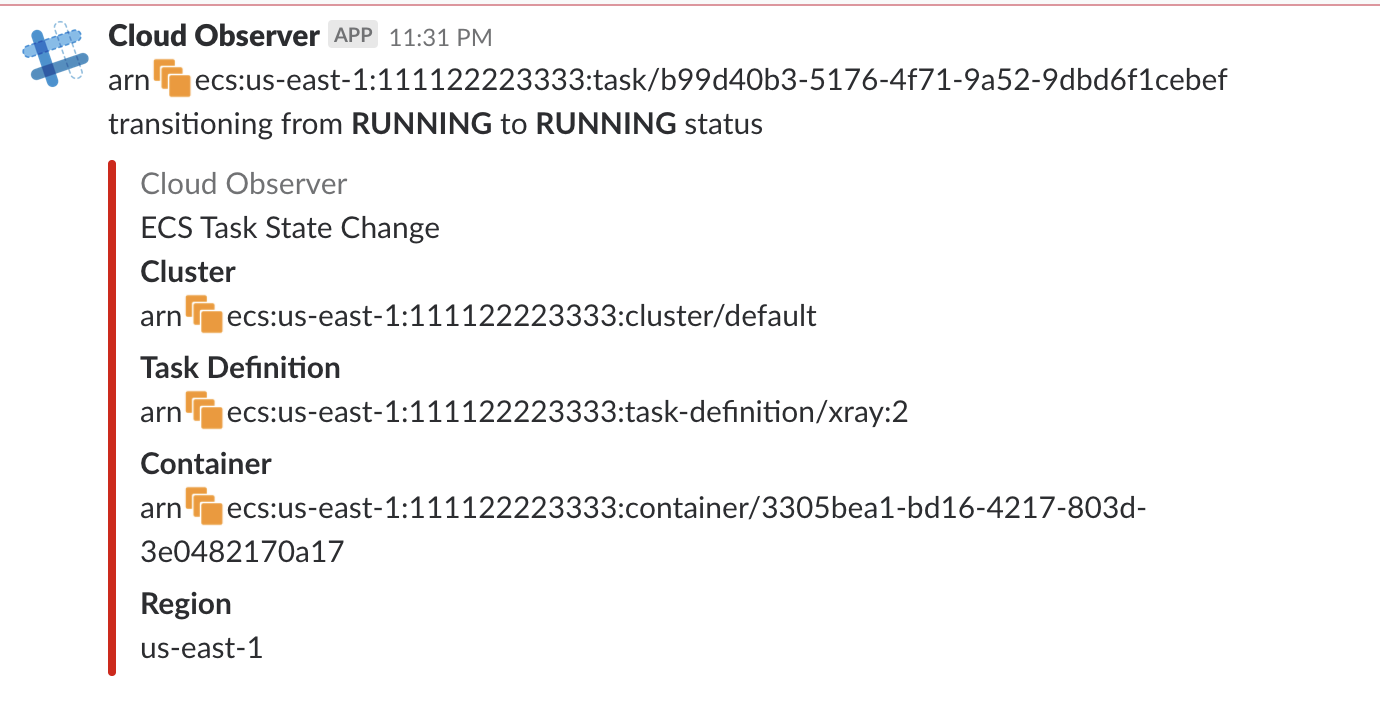 Cloud Observer APP 11:31 PM
arn ecs:us-east-1:111122223333:task/b99d40b3-5176-4f71-9a52-9dbd6f1cebef
transitioning from RUNNING to RUNNING status
Cloud Observer
ECS Task State Change
Cluster
arn ecs:us-east-1:111122223333:cluster/default
Task Definition
arn ecs:us-east-1:111122223333:task-definition/xray:2
Container
arn ecs:us-east-1:111122223333:container/3305bea1-bd16-4217-803d-
3e0482170a17
Region
us-east-1